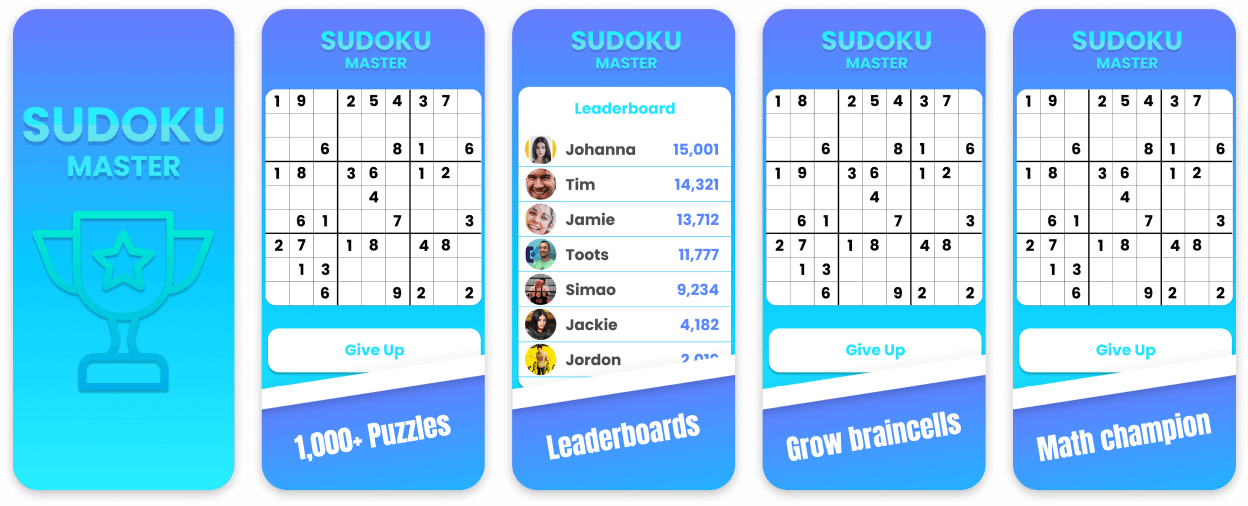 SUDOKU
MASTER
SUDOKU
MASTER
1 9 2 5 4 3 7
6 8 1 6
1 8 3 6 1 2
4
6 1 7 3
2 7 1 8 4 8
1 3
6 9 2 2
Give Up
1,000+ Puzzles
SUDOKU
MASTER
Leaderboard
Johanna 15,001
Tim 14,321
Jamie 13,712
Toots 11,777
Simao 9,234
Jackie 4,182
Jordon
Leaderboards
SUDOKU
MASTER
1 8 2 5 4 3 7
6 8 1 6
1 9 3 6 1 2
4
6 1 7 3
2 7 1 8 4 8
1 3
6 9 2 2
Give Up
Grow braincells
SUDOKU
MASTER
1 9 2 5 4 3 7
6 8 1 6
1 8 3 6 1 2
4
6 1 7 3
2 7 1 8 4 8
1 3
6 9 2 2
Give Up
Math champion